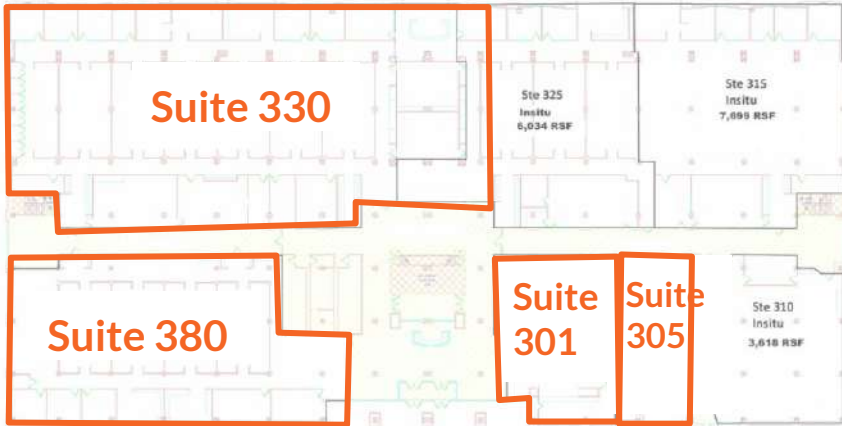 Suite 330
Ste 325
Insitu
6,034 RSF
Ste 315
Insitu
7,699 RSF
Suite 380
Suite
301
Suite
305
Ste 310
Insitu
3,618 RSF